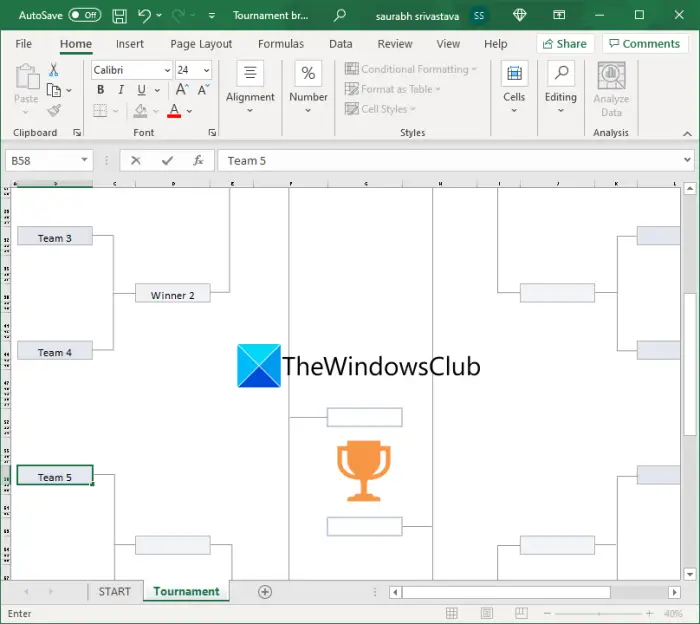 AutoSave Off Tournament br... saurabh srivastava SS
File Home Insert Page Layout Formulas Data Review View Help Share Comments
Paste
Calibri 24
B I U A A
A
Alignment
%
Number
Conditional Formatting
Format as Table
Cell Styles
Cells
Editing
Analyze
Data
Clipboard Font Styles Analysis
B58 fx Team 5
Team 3
Winner 2
Team 4
TheWindowsClub
Team 5
START Tournament
Enter 40%